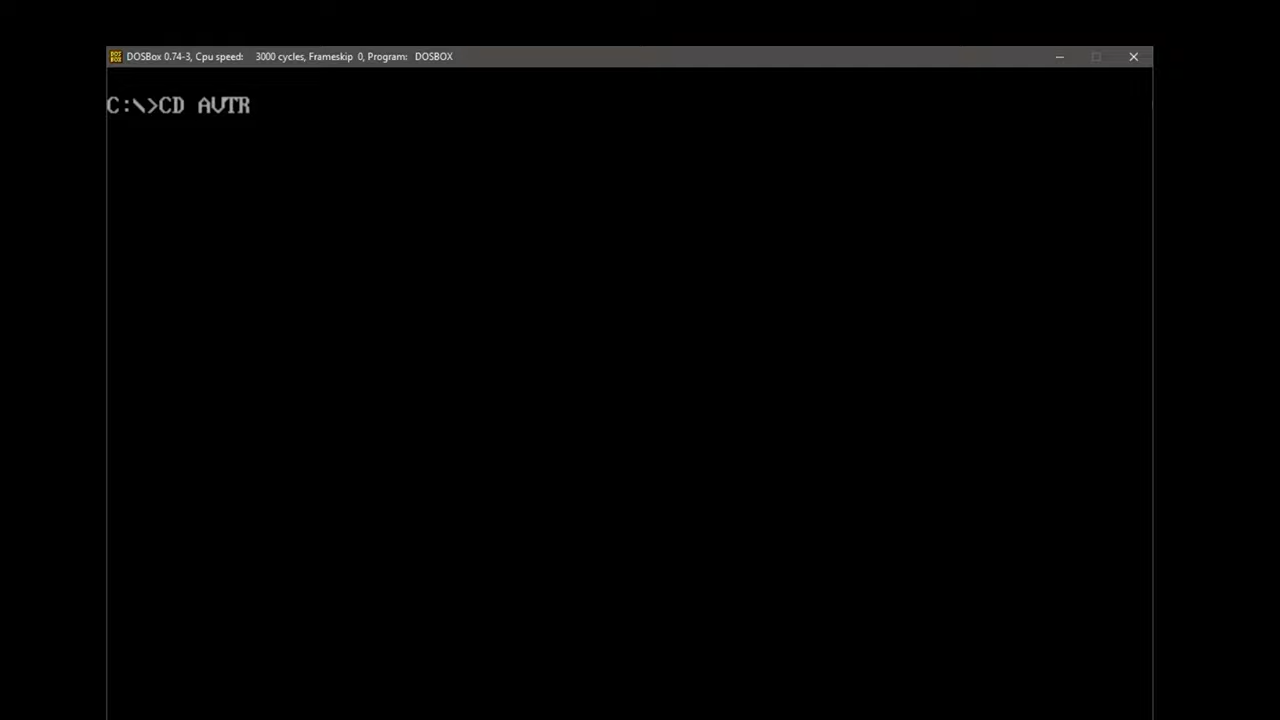 DOSBox 0.74-3, Cpu speed: 3000 cycles, Frameskip 0, Program: DOSBOX
C:\>CD AVTR